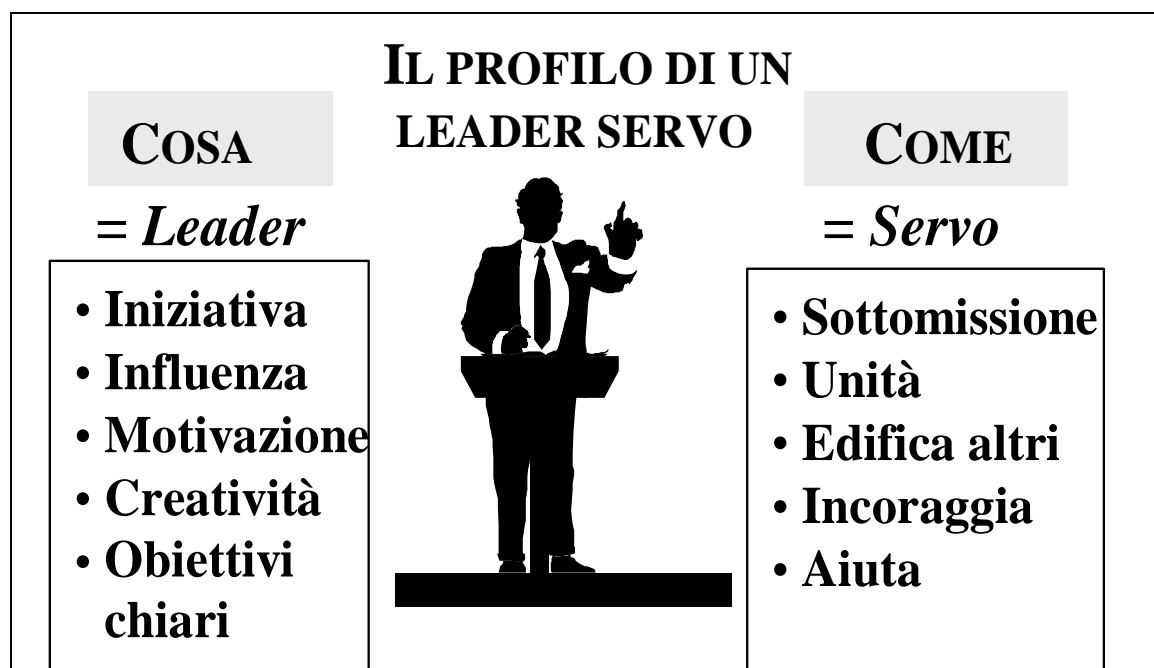 IL PROFILO DI UN
LEADER SERVO
COSA
= Leader
• Iniziativa
• Influenza
• Motivazione
• Creatività
• Obiettivi
chiari
COME
= Servo
• Sottomissione
• Unità
• Edifica altri
• Incoraggia
• Aiuta